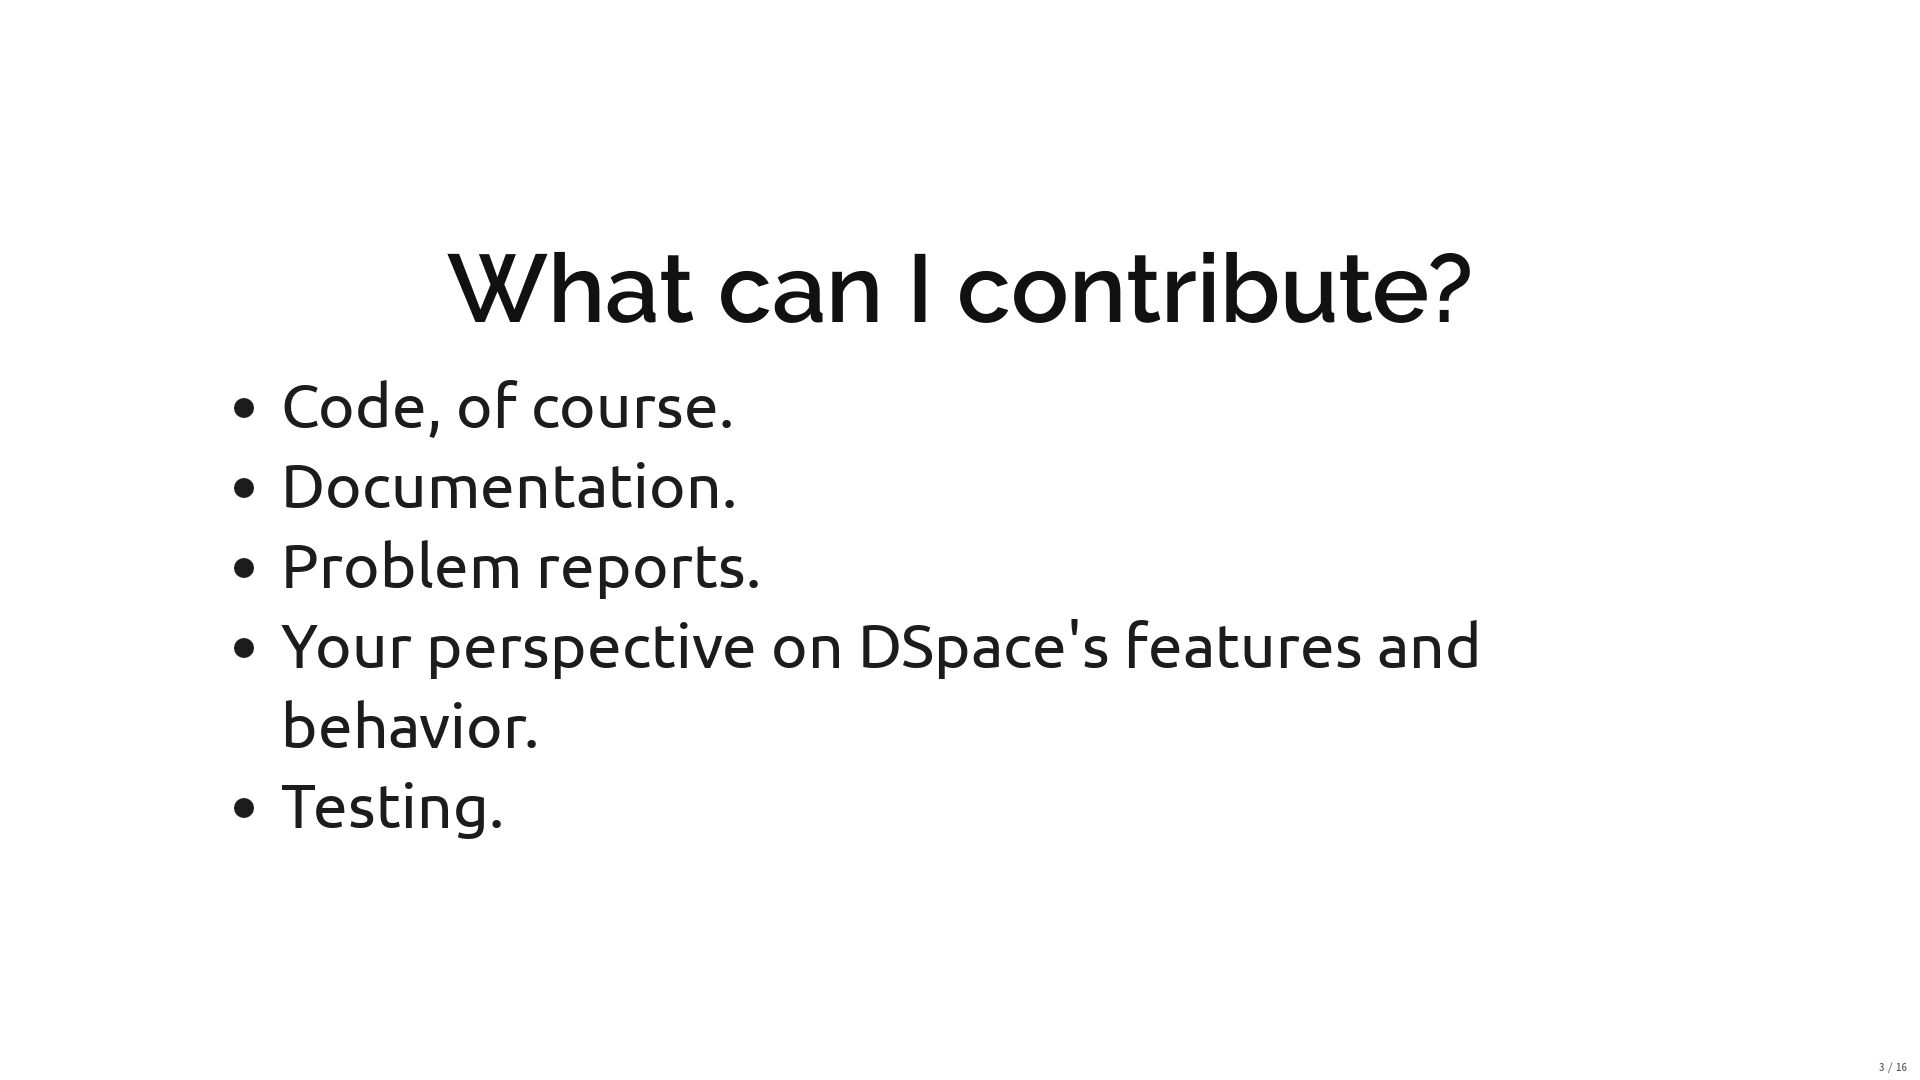 What can I contribute?
• Code, of course.
• Documentation.
• Problem reports.
• Your perspective on DSpace's features and
behavior.
• Testing.
3 / 16